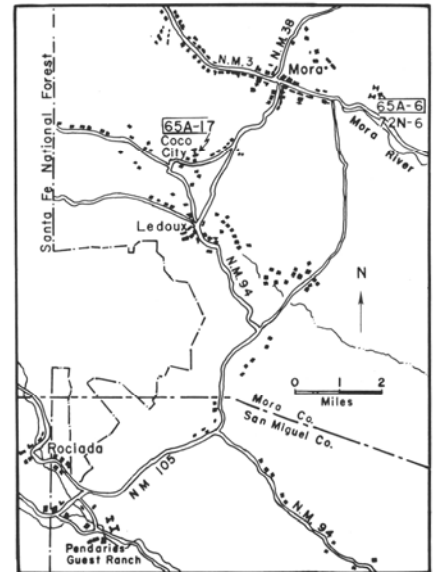 N.M. 38
N.M. 3
Mora
65A-6
72N-6
Mora River
65A-17
Coco
City
Santa Fe National Forest
Ledoux
N.M. 94
N
0 1 2
Miles
Mora Co.
San Miguel Co.
Rociada
NM 105
N.M. 94
Pendaries
Guest Ranch